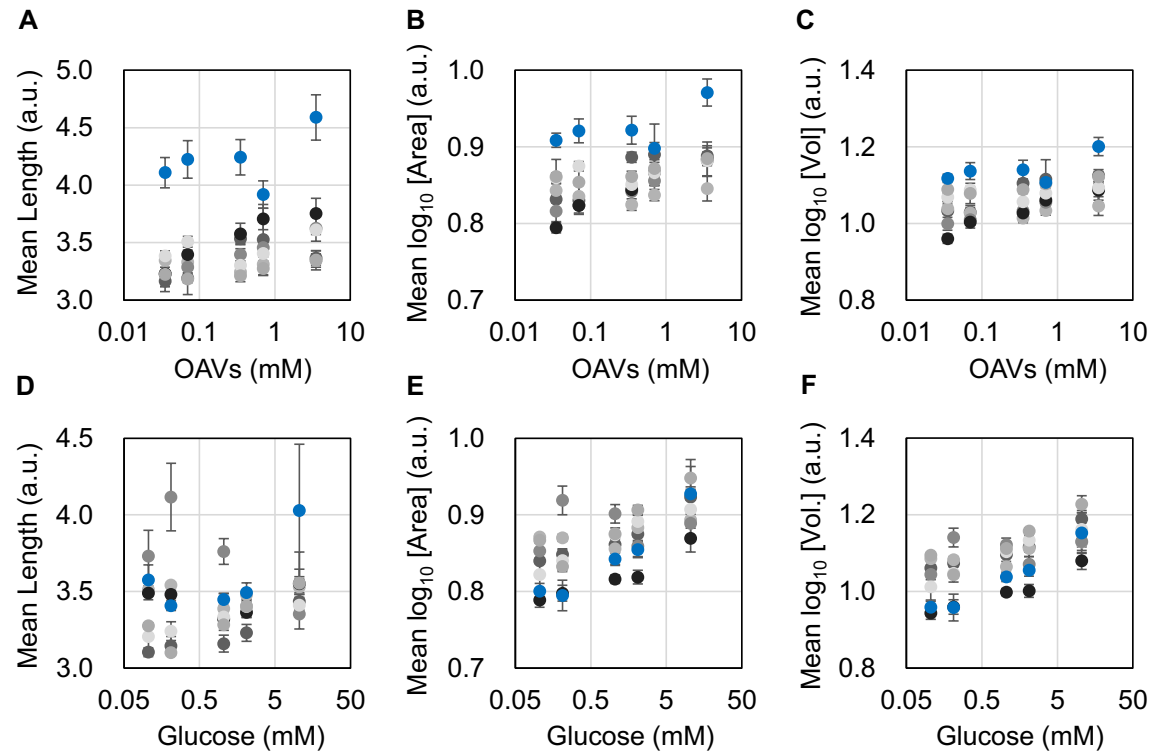 A
Mean Length (a.u.)
5.0
4.5
4.0
3.5
3.0
0.01 0.1 1 10
OAVs (mM)
B
Mean log10 [Area] (a.u.)
1.0
0.9
0.8
0.7
0.01 0.1 1 10
OAVs (mM)
C
Mean log10 [Vol] (a.u.)
1.4
1.2
1.0
0.8
0.01 0.1 1 10
OAVs (mM)
D
Mean Length (a.u.)
4.5
4.0
3.5
3.0
0.05 0.5 5 50
Glucose (mM)
E
Mean log10 [Area] (a.u.)
1.0
0.9
0.8
0.7
0.05 0.5 5 50
Glucose (mM)
F
Mean log10 [Vol.] (a.u.)
1.4
1.2
1.0
0.8
0.05 0.5 5 50
Glucose (mM)